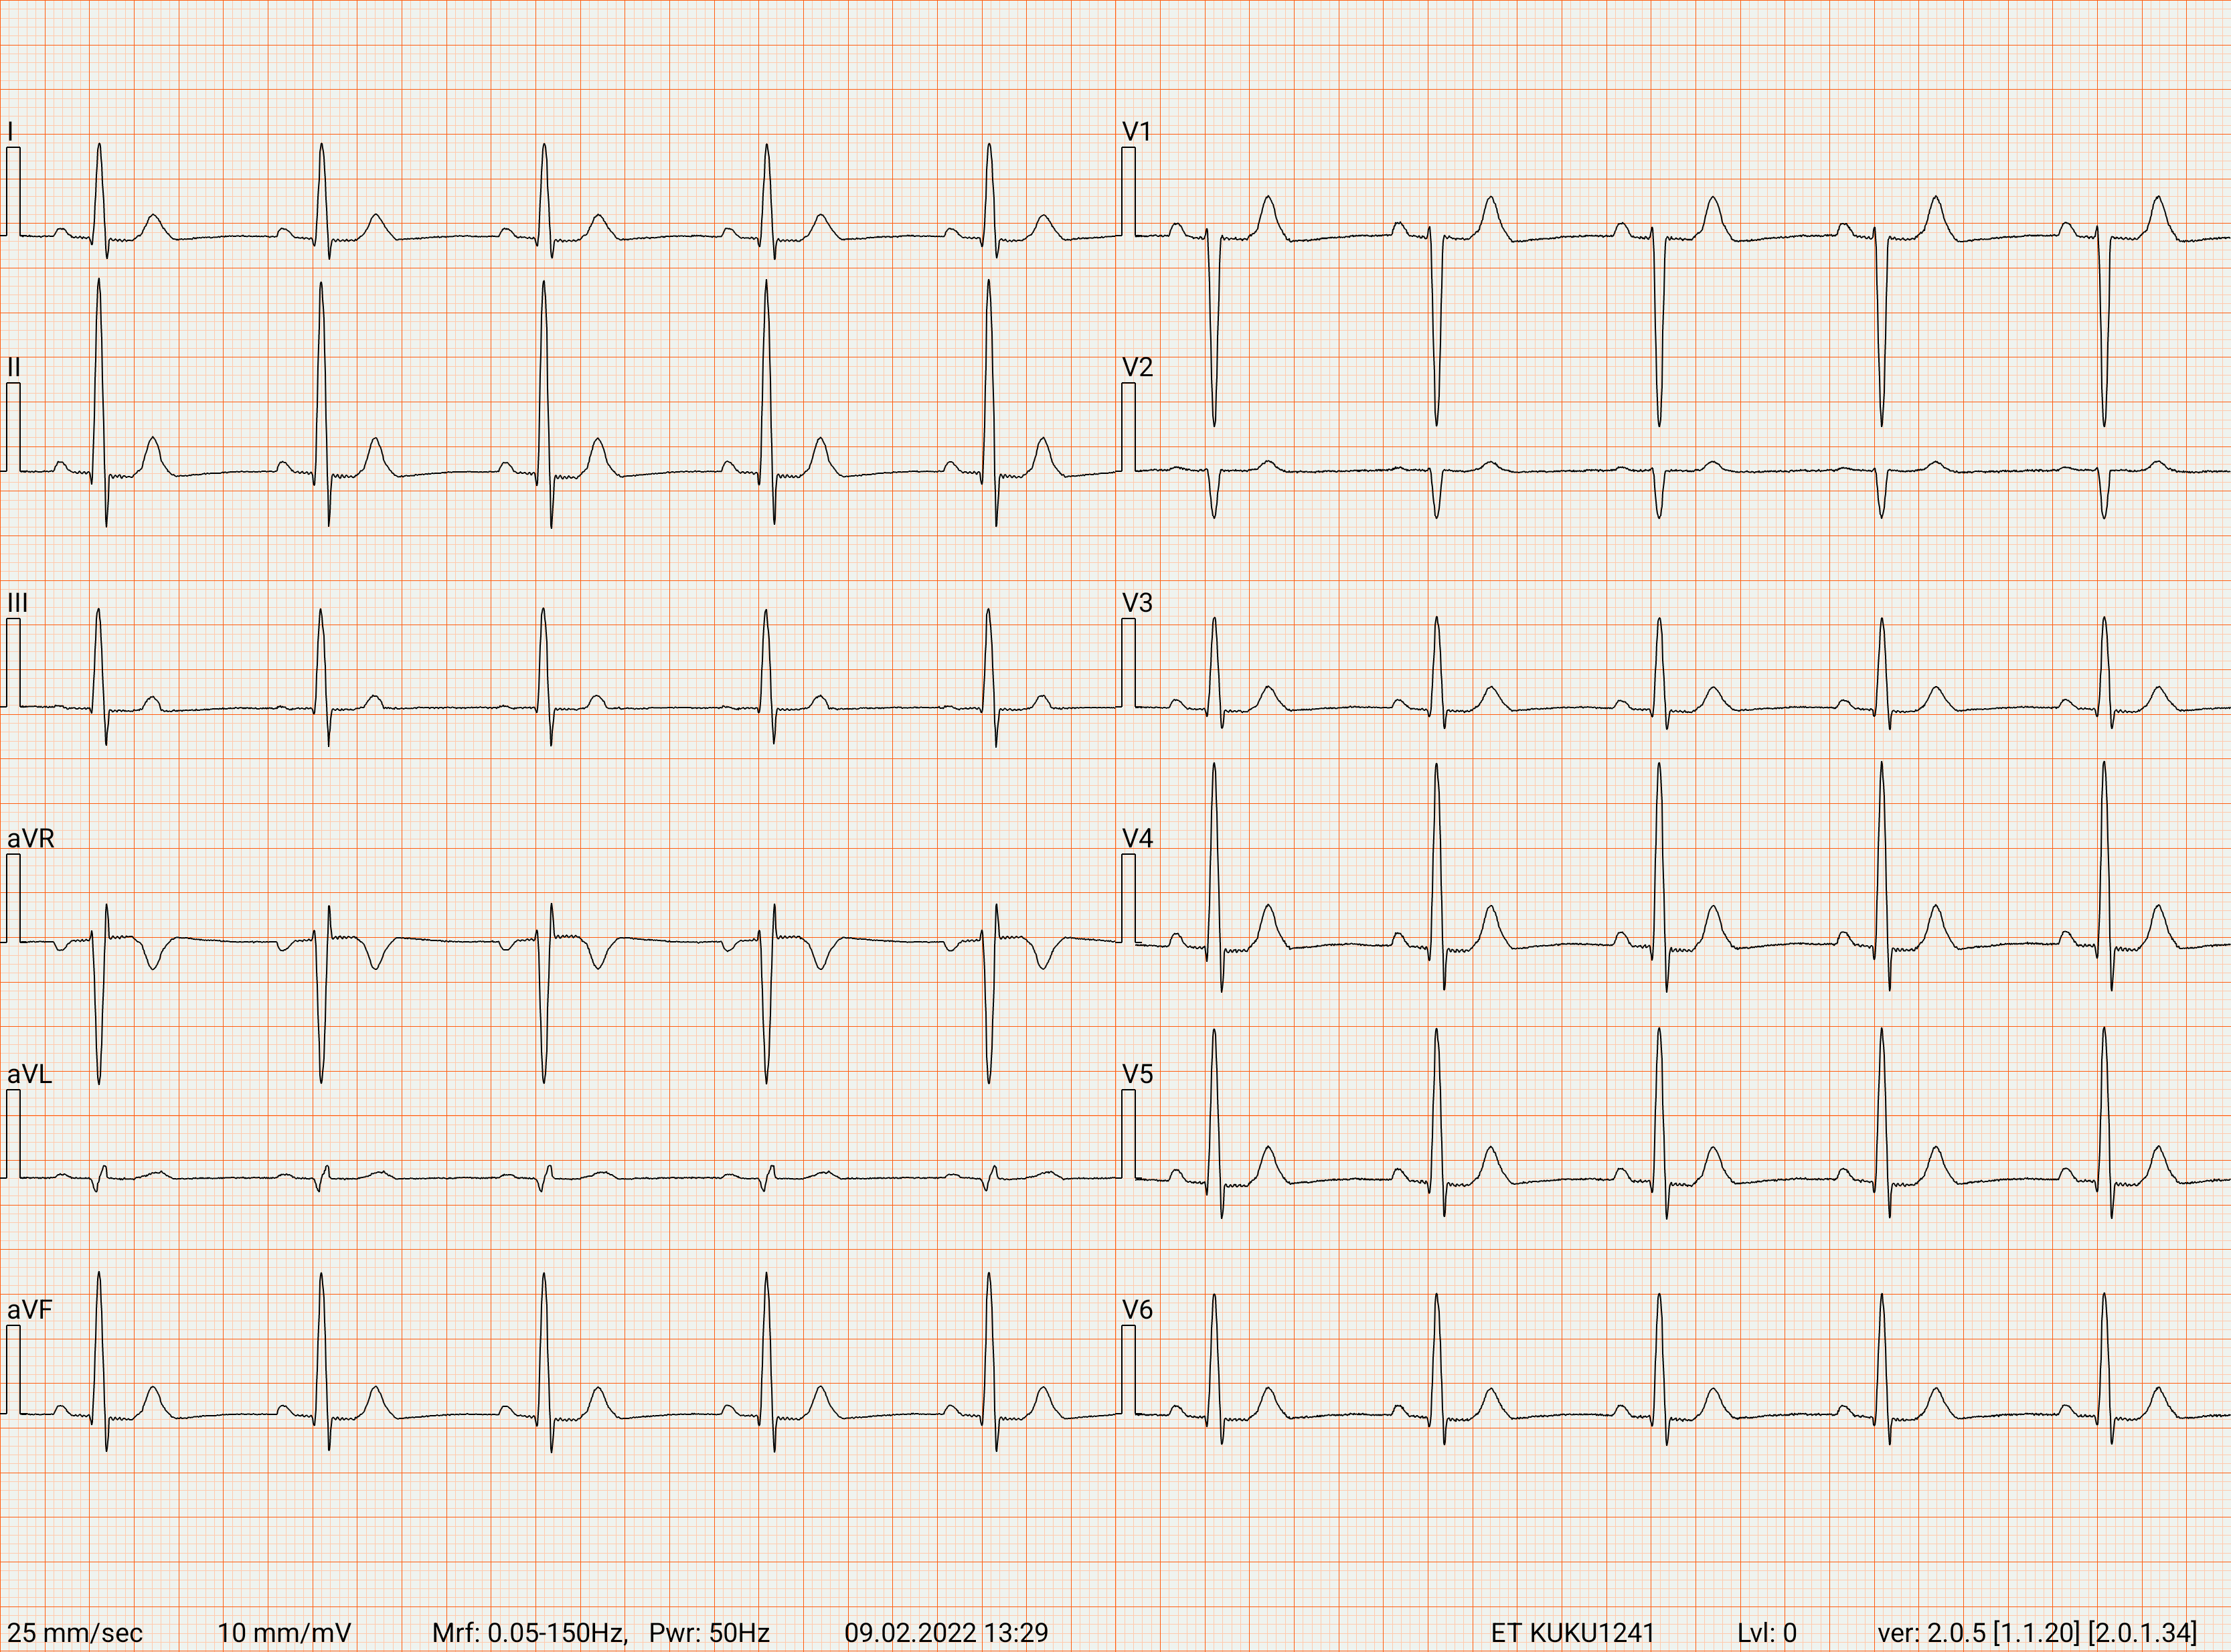 I
V1
II
V2
III
V3
aVR
V4
aVL
V5
aVF
V6
25 mm/sec 10 mm/mV Mrf: 0.05-150Hz, Pwr: 50Hz 09.02.2022 13:29 ET KUKU1241 Lvl: 0 ver: 2.0.5 [1.1.20] [2.0.1.34]